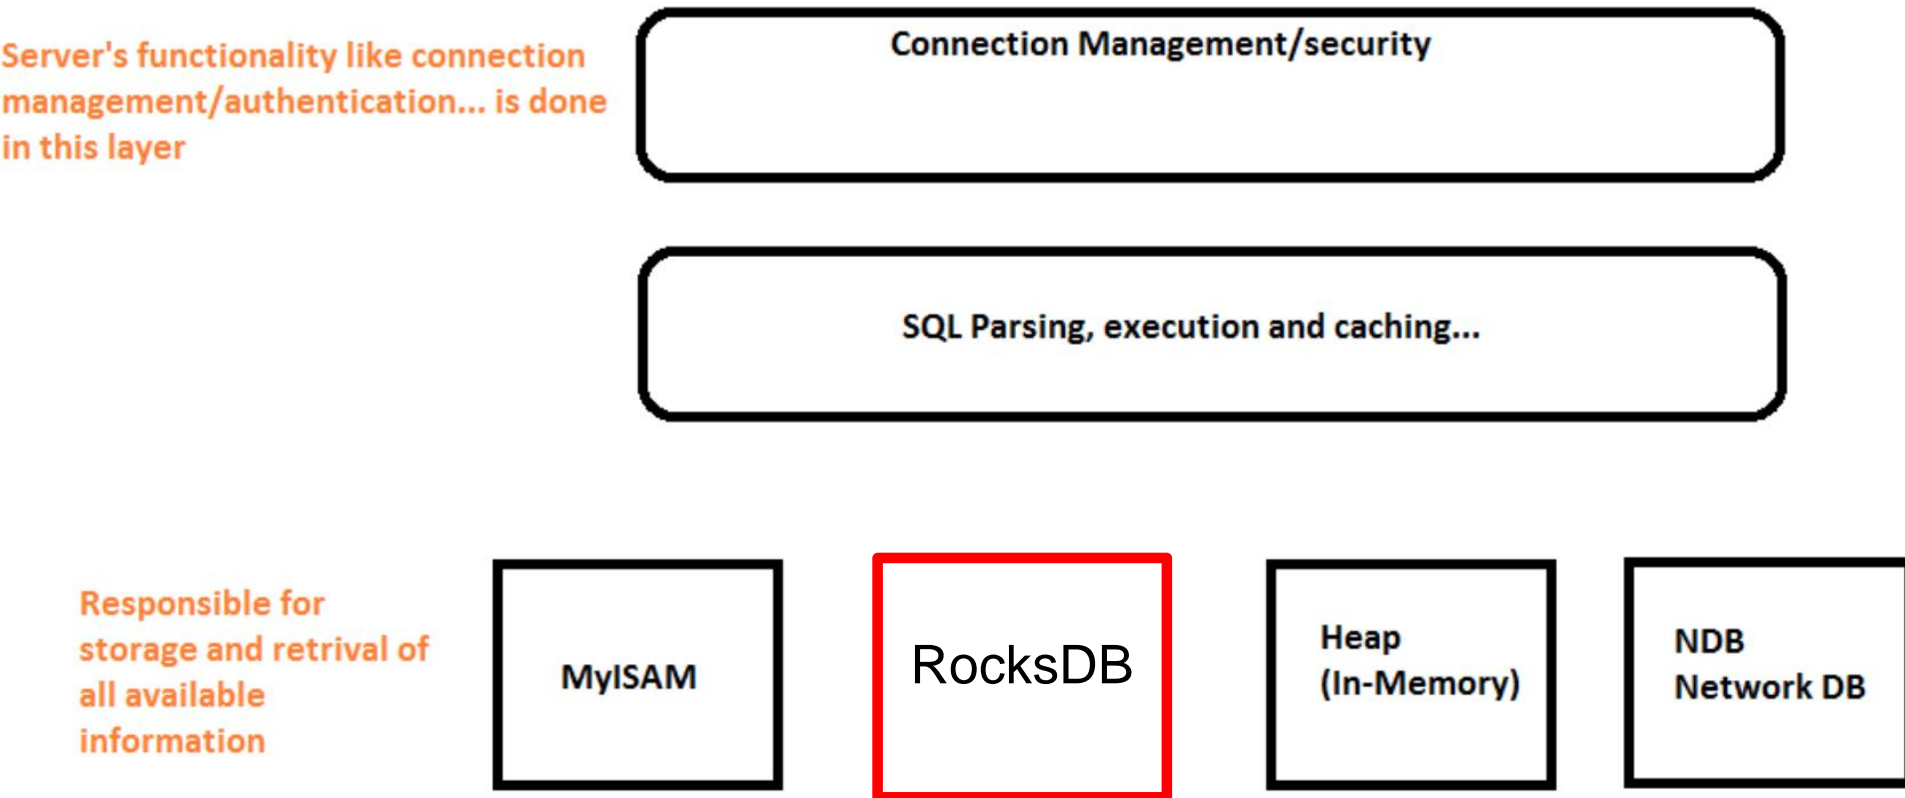 Server's functionality like connection
management/authentication... is done
in this layer
Connection Management/security
SQL Parsing, execution and caching...
Responsible for
storage and retrival of
all available
information
MyISAM
RocksDB
Heap
(In-Memory)
NDB
Network DB